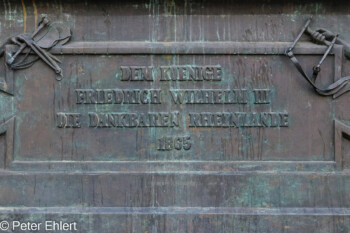 DEM KOENIGE
FRIEDRICH WILHELM III
DIE DANKBAREN RHEINLANDE
1865
© Peter Ehlert